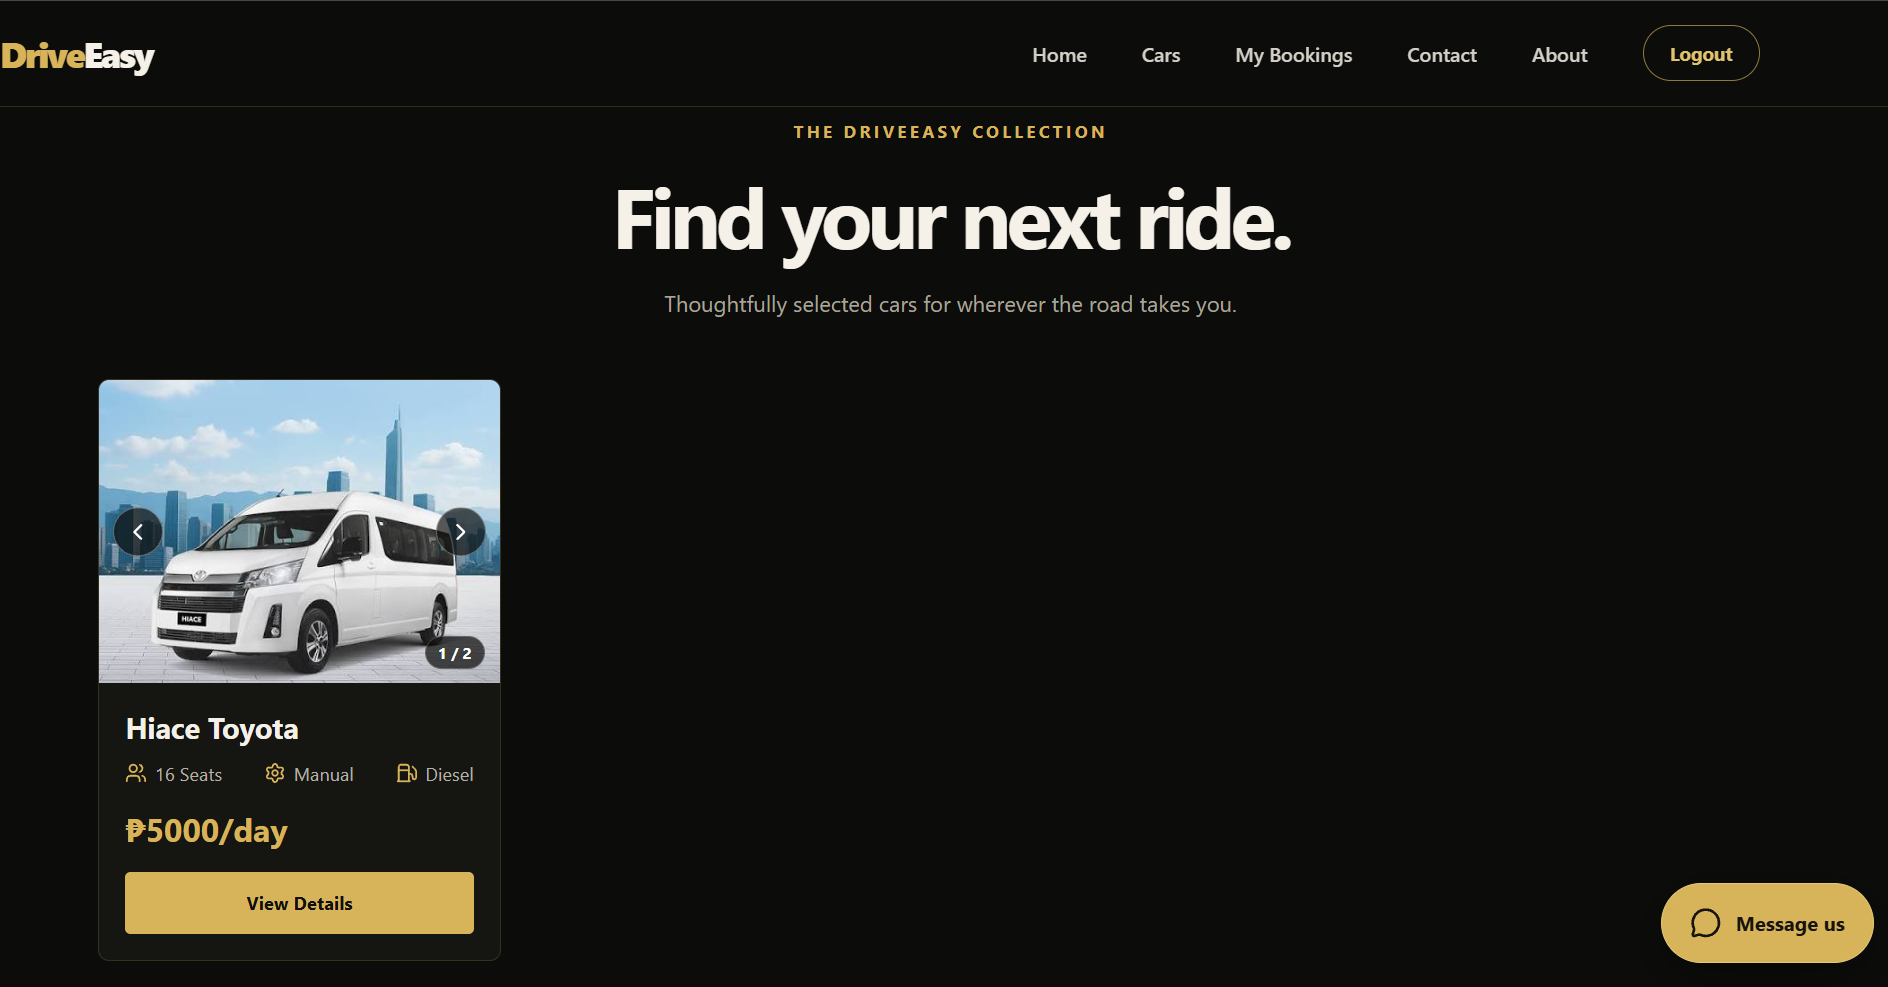 DriveEasy
Home Cars My Bookings Contact About Logout
THE DRIVEEASY COLLECTION
Find your next ride.
Thoughtfully selected cars for wherever the road takes you.
HIACE
1 / 2
Hiace Toyota
16 Seats Manual Diesel
₱5000/day
View Details
Message us